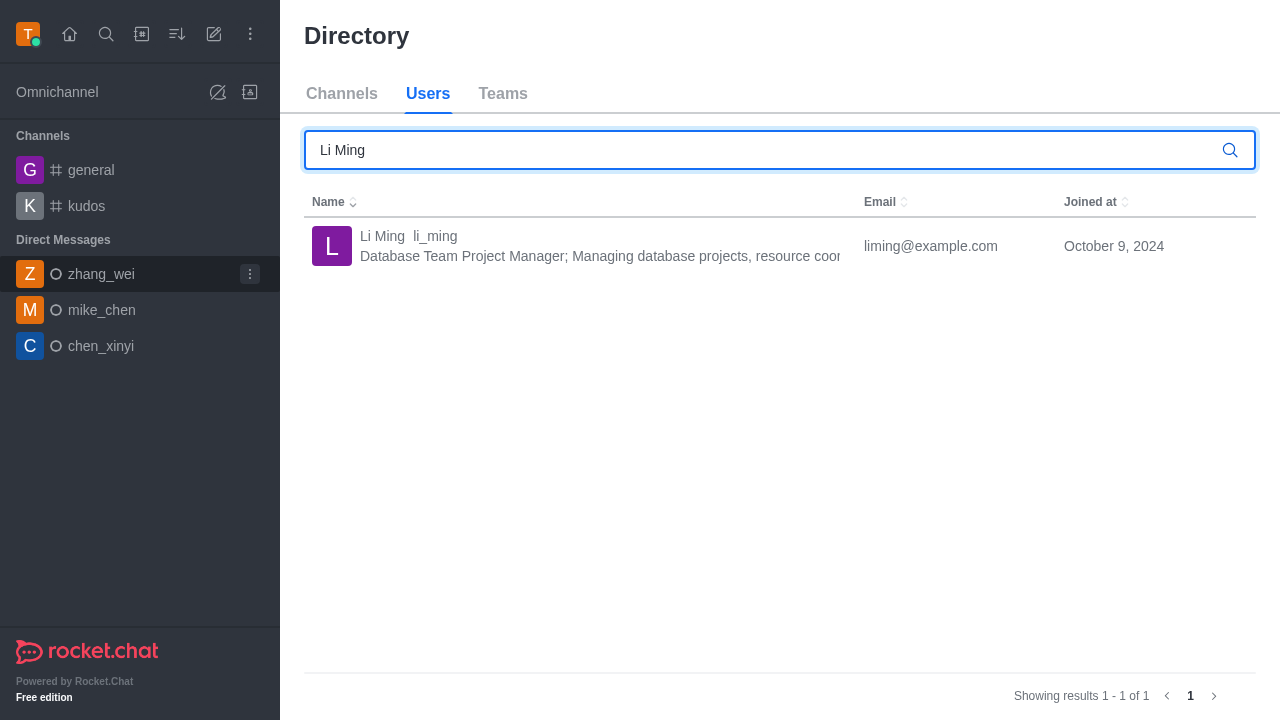 T
Directory
Omnichannel
Channels Users Teams
Channels
G general
K kudos
Direct Messages
Z zhang_wei
M mike_chen
C chen_xinyi
Li Ming
Name Email Joined at
L Li Ming li_ming
Database Team Project Manager; Managing database projects, resource coor
liming@example.com October 9, 2024
rocket.chat
Powered by Rocket.Chat
Free edition
Showing results 1 - 1 of 1 1